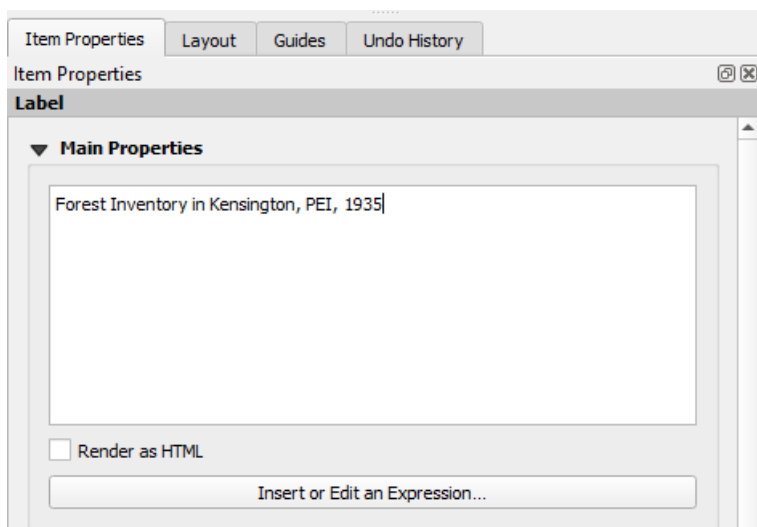 Item Properties
Layout
Guides
Undo History
Item Properties
Label
Main Properties
Forest Inventory in Kensington, PEI, 1935
Render as HTML
Insert or Edit an Expression...